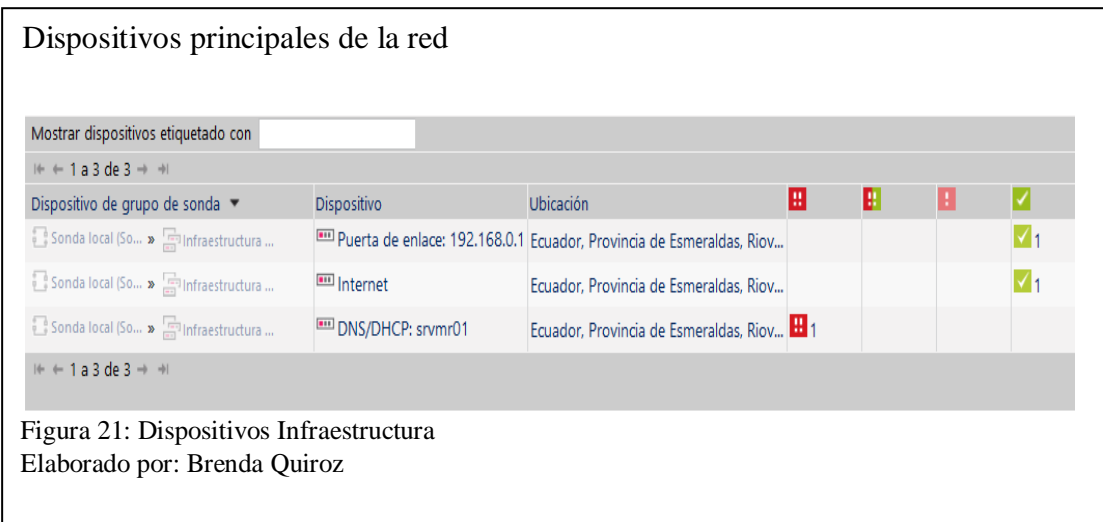 Dispositivos principales de la red
Mostrar dispositivos etiquetado con
1 a 3 de 3
Dispositivo de grupo de sonda Dispositivo Ubicación
Sonda local (So... » Infraestructura ... Puerta de enlace: 192.168.0.1 Ecuador, Provincia de Esmeraldas, Riov... 1
Sonda local (So... » Infraestructura ... Internet Ecuador, Provincia de Esmeraldas, Riov... 1
Sonda local (So... » Infraestructura ... DNS/DHCP: srvmr01 Ecuador, Provincia de Esmeraldas, Riov... 1
1 a 3 de 3
Figura 21: Dispositivos Infraestructura
Elaborado por: Brenda Quiroz